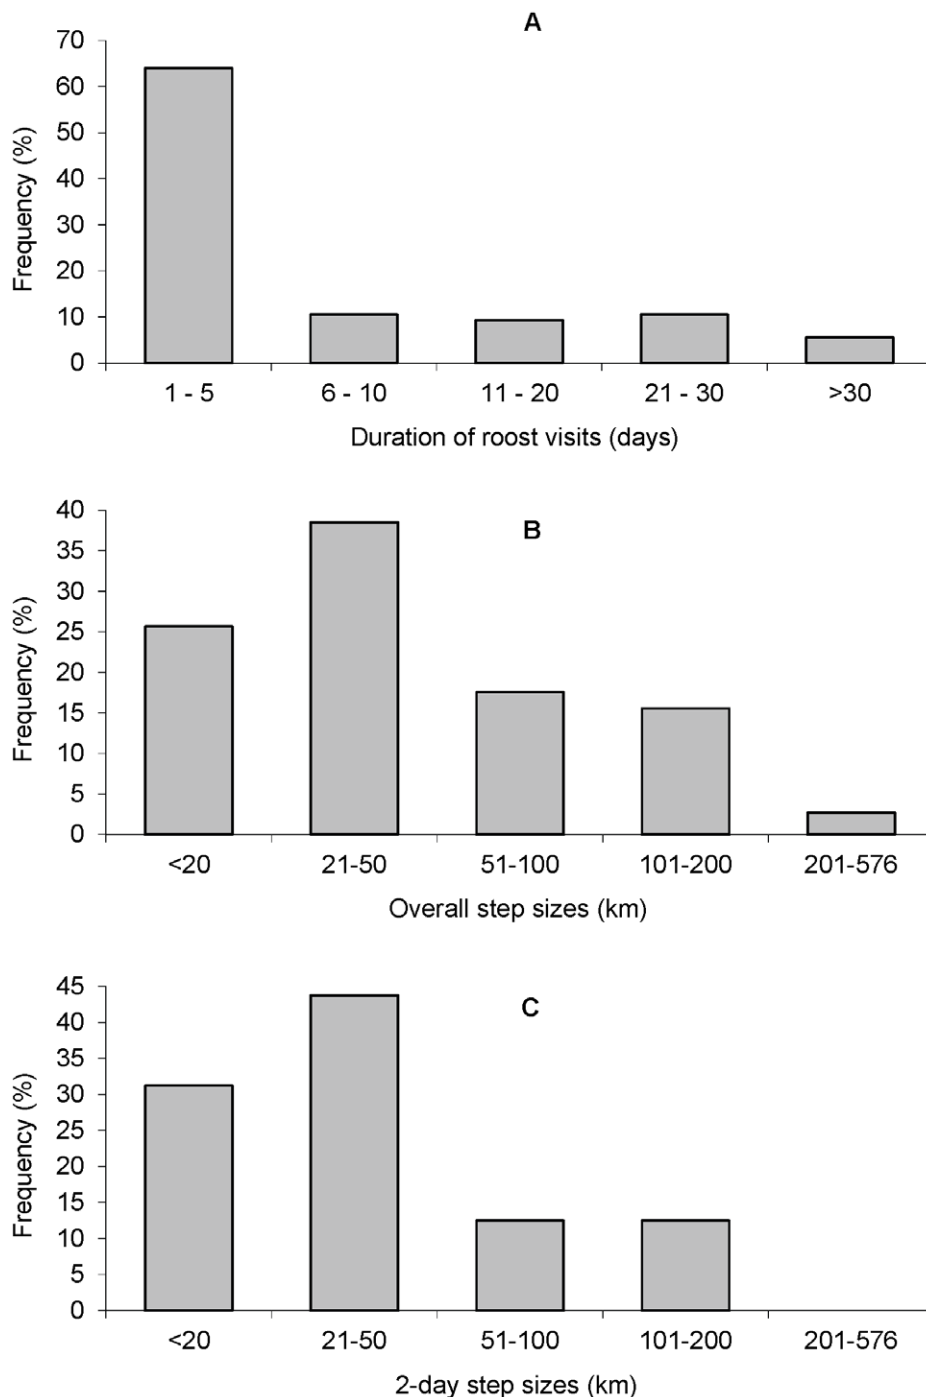 A
Frequency (%)
70
60
50
40
30
20
10
0
1 - 5 6 - 10 11 - 20 21 - 30 >30
Duration of roost visits (days)
B
Frequency (%)
40
35
30
25
20
15
10
5
0
<20 21-50 51-100 101-200 201-576
Overall step sizes (km)
C
Frequency (%)
45
40
35
30
25
20
15
10
5
0
<20 21-50 51-100 101-200 201-576
2-day step sizes (km)